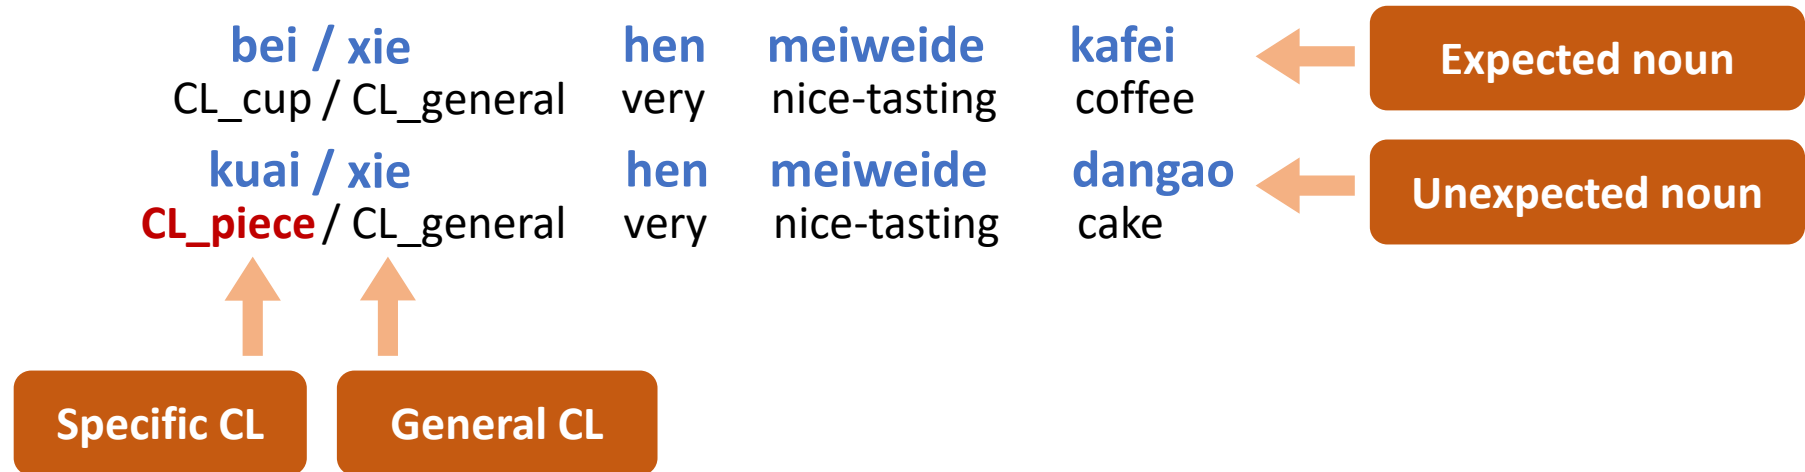 bei / xie hen meiweide kafei
CL_cup / CL_general very nice-tasting coffee
Expected noun
kuai / xie hen meiweide dangao
CL_piece / CL_general very nice-tasting cake
Unexpected noun
Specific CL
General CL